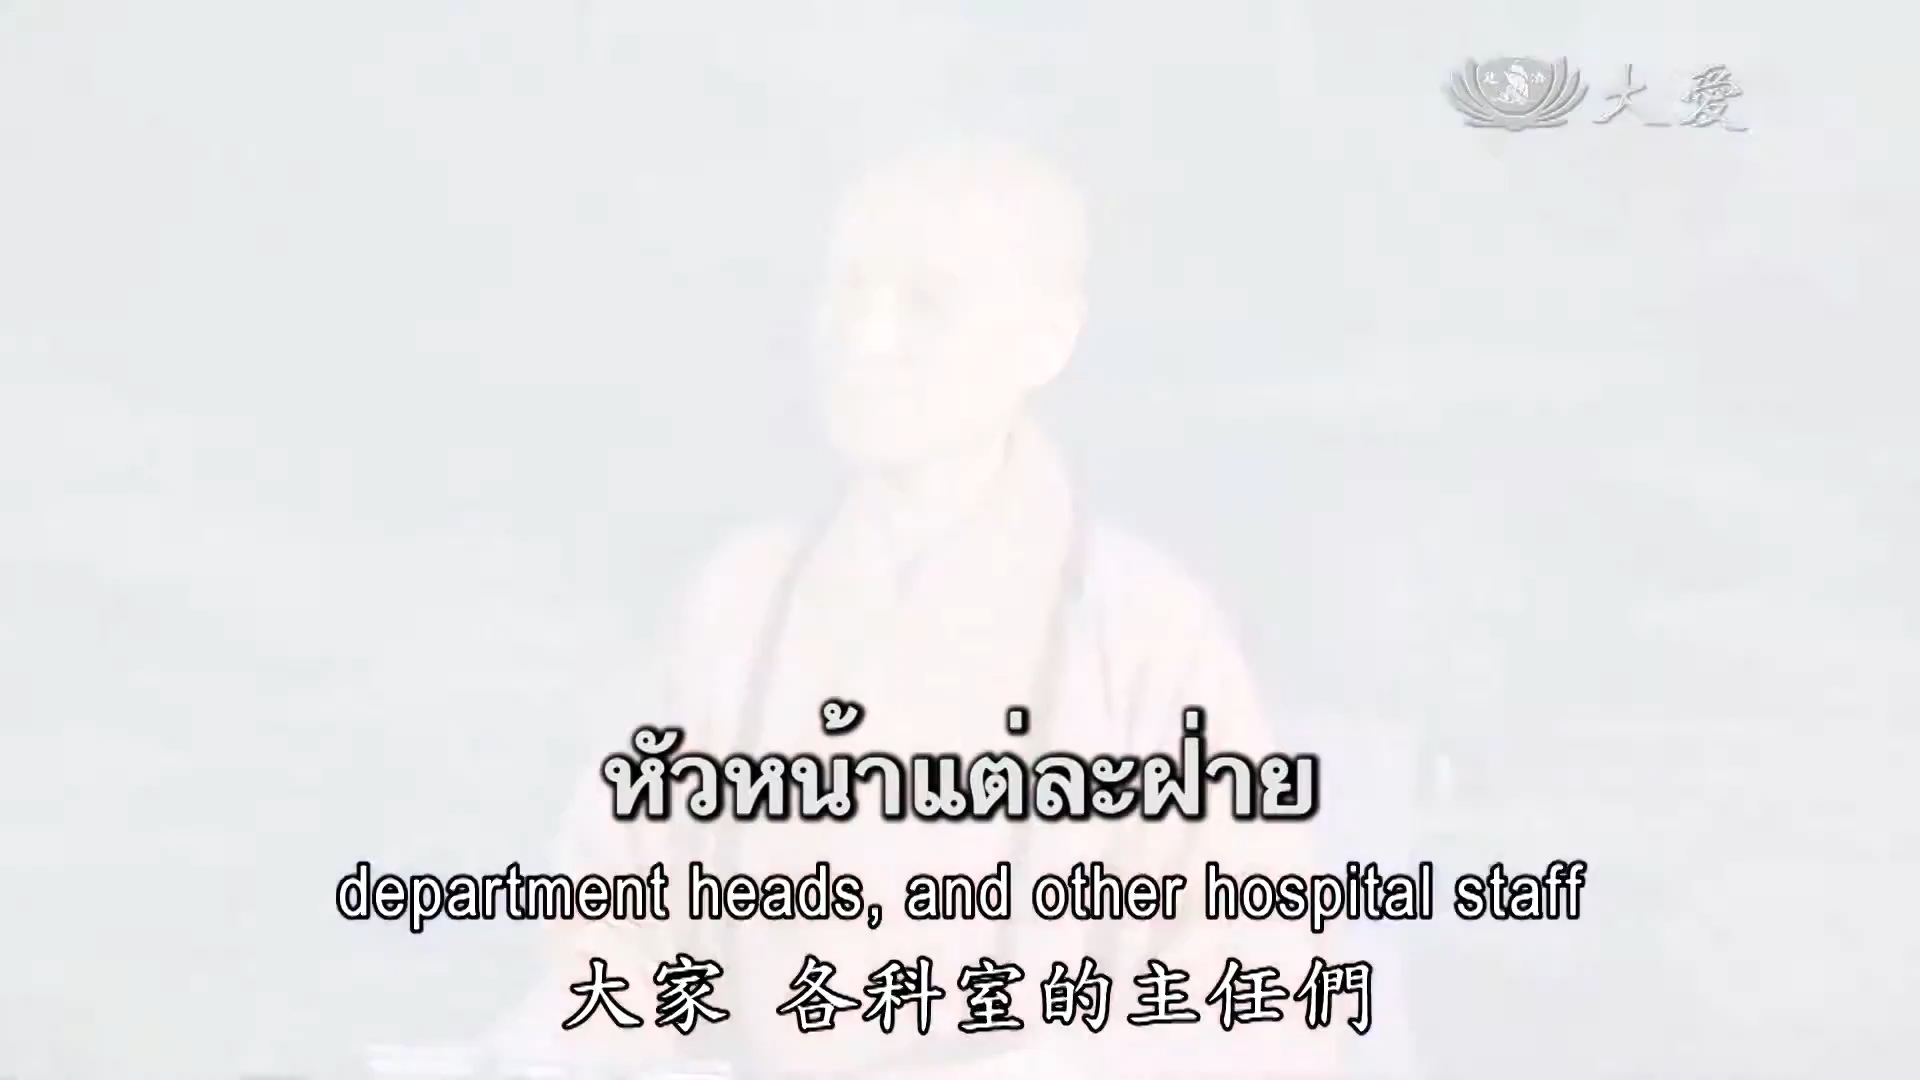 大愛
หัวหน้าแต่ละฝ่าย
department heads, and other hospital staff
大家 各科室的主任們